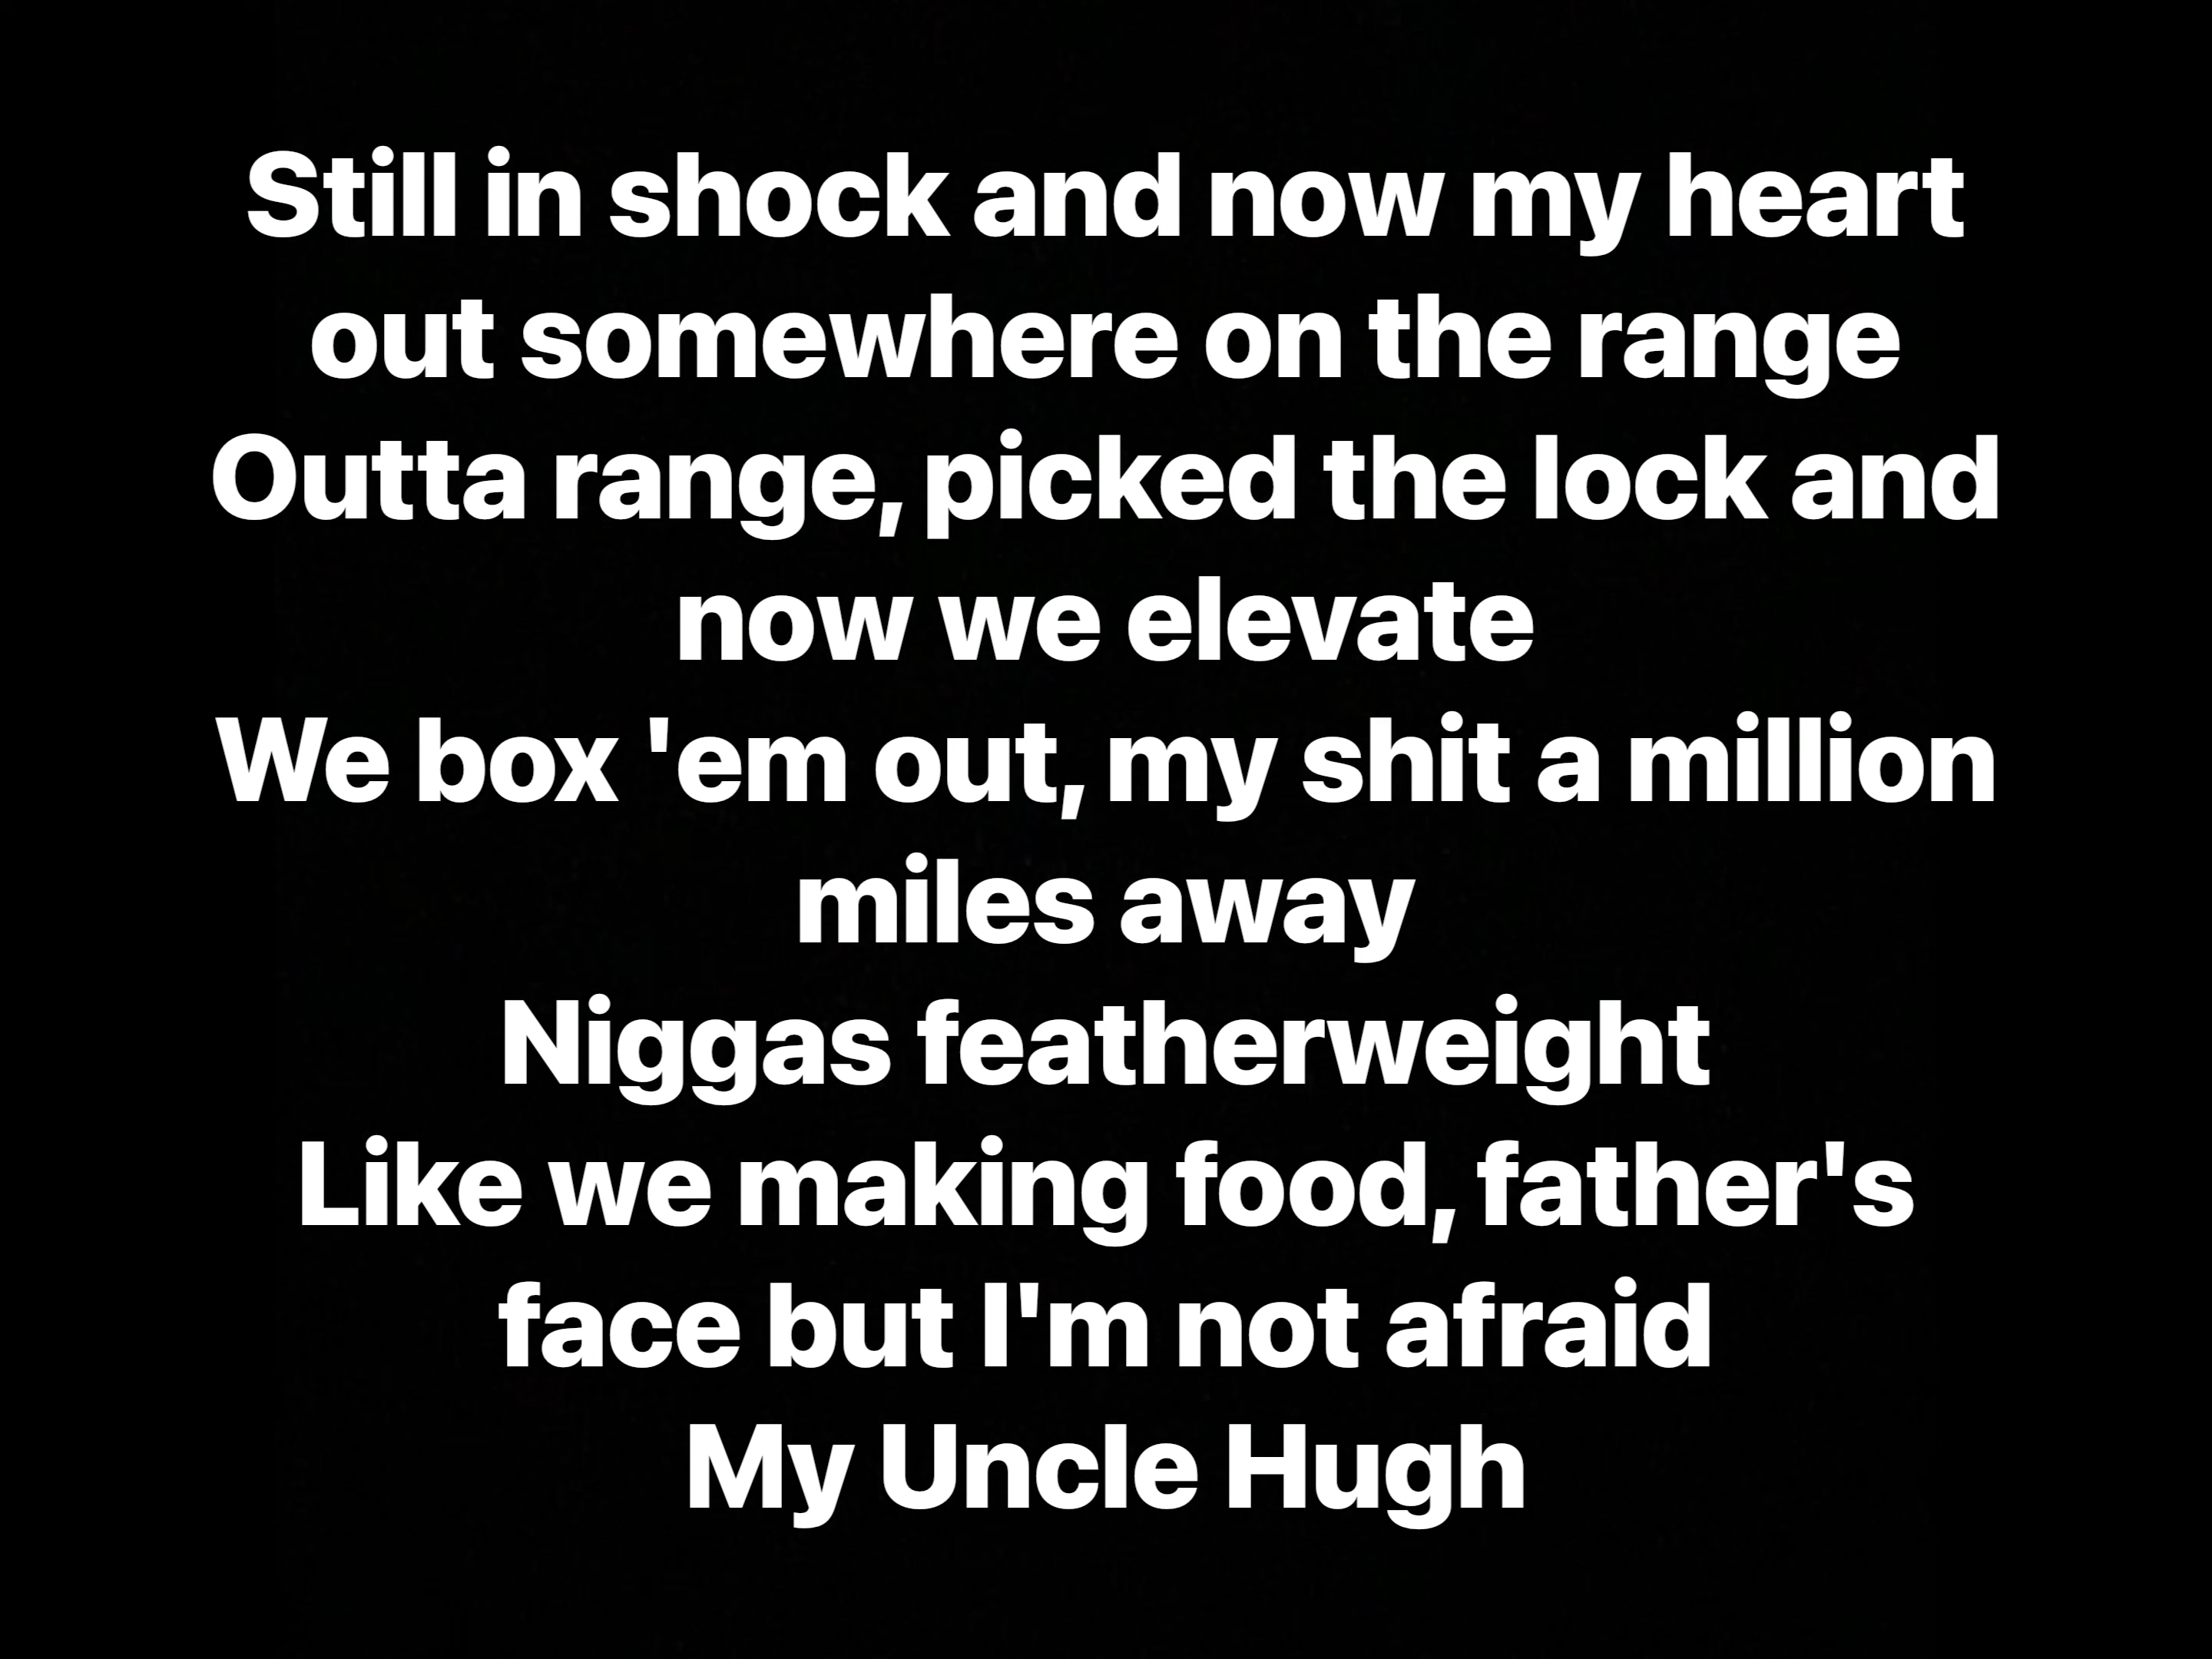 Still in shock and now my heart
out somewhere on the range
Outta range, picked the lock and
now we elevate
We box 'em out, my shit a million
miles away
Niggas featherweight
Like we making food, father's
face but I'm not afraid
My Uncle Hugh